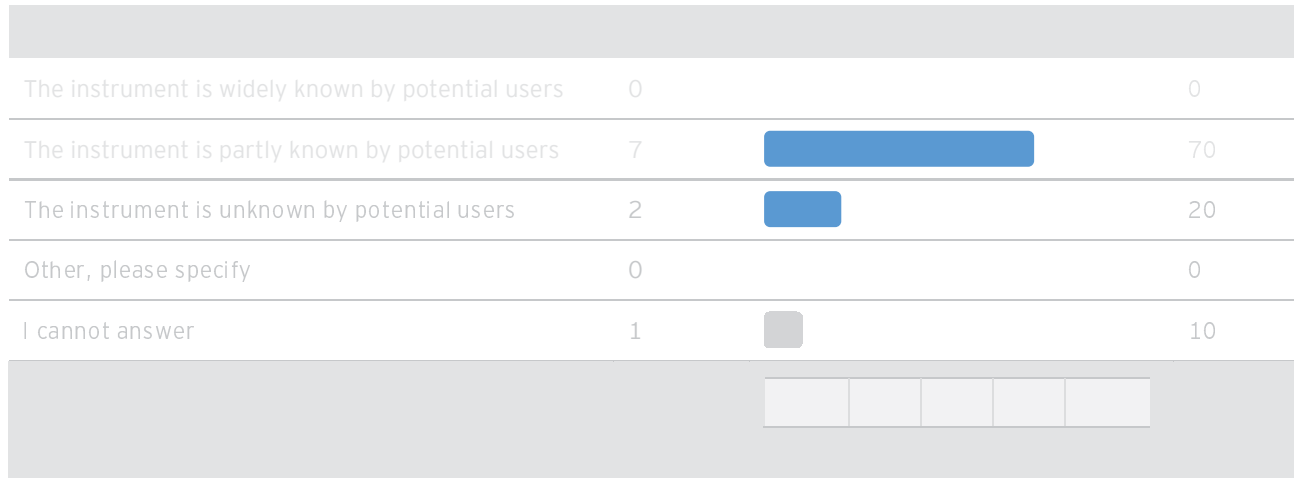 The instrument is widely known by potential users 0 0
The instrument is partly known by potential users 7 70
The instrument is unknown by potential users 2 20
Other, please specify 0 0
I cannot answer 1 10